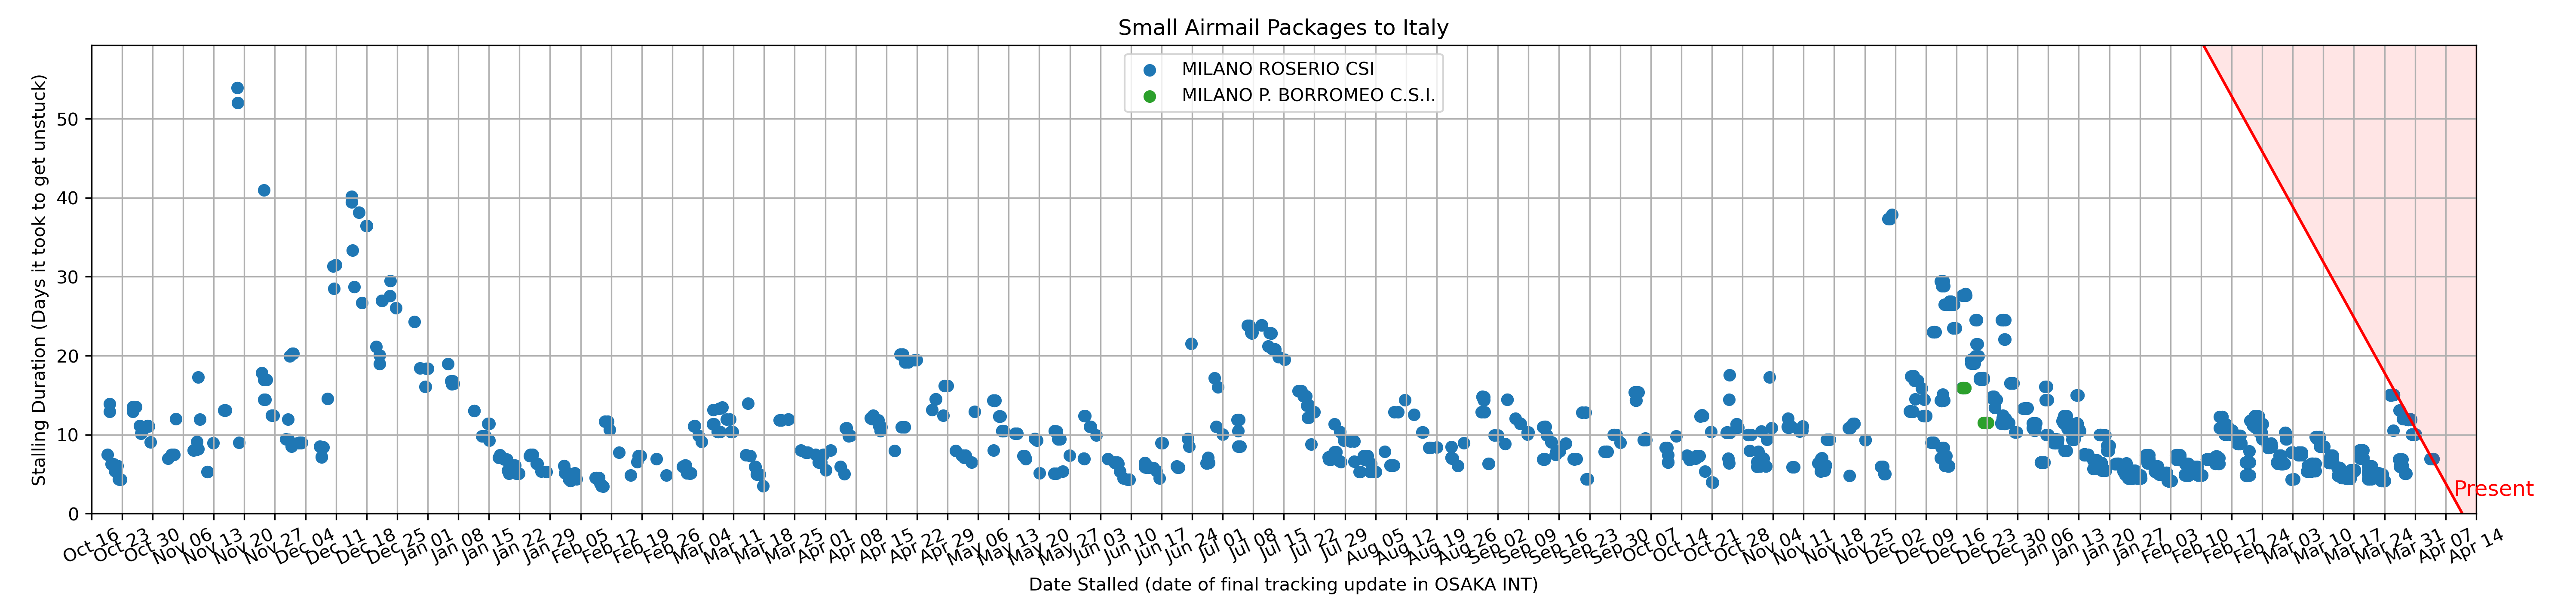 Small Airmail Packages to Italy
MILANO ROSERIO CSI
MILANO P. BORROMEO C.S.I.
Stalling Duration (Days it took to get unstuck)
50
40
30
20
10
0
Present
Oct 16
Oct 23
Oct 30
Nov 06
Nov 13
Nov 20
Nov 27
Dec 04
Dec 11
Dec 18
Dec 25
Jan 01
Jan 08
Jan 15
Jan 22
Jan 29
Feb 05
Feb 12
Feb 19
Feb 26
Mar 04
Mar 11
Mar 18
Mar 25
Apr 01
Apr 08
Apr 15
Apr 22
Apr 29
May 06
May 13
May 20
May 27
Jun 03
Jun 10
Jun 17
Jun 24
Jul 01
Jul 08
Jul 15
Jul 22
Jul 29
Aug 05
Aug 12
Aug 19
Aug 26
Sep 02
Sep 09
Sep 16
Sep 23
Sep 30
Oct 07
Oct 14
Oct 21
Oct 28
Nov 04
Nov 11
Nov 18
Nov 25
Dec 02
Dec 09
Dec 16
Dec 23
Dec 30
Jan 06
Jan 13
Jan 20
Jan 27
Feb 03
Feb 10
Feb 17
Feb 24
Mar 03
Mar 10
Mar 17
Mar 24
Mar 31
Apr 07
Apr 14
Date Stalled (date of final tracking update in OSAKA INT)